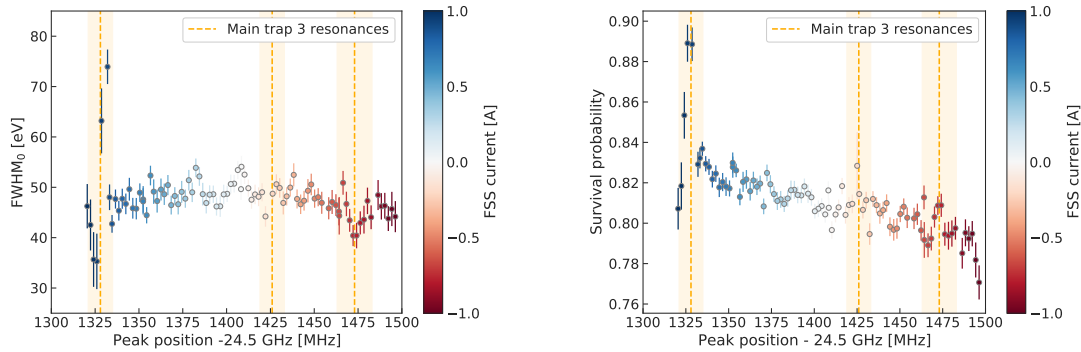 Main trap 3 resonances
80
70
60
50
40
30
FWHM₀ [eV]
1300 1325 1350 1375 1400 1425 1450 1475 1500
Peak position -24.5 GHz [MHz]
1.0
0.5
0.0
−0.5
−1.0
FSS current [A]
Main trap 3 resonances
0.90
0.88
0.86
0.84
0.82
0.80
0.78
0.76
Survival probability
1300 1325 1350 1375 1400 1425 1450 1475 1500
Peak position - 24.5 GHz [MHz]
1.0
0.5
0.0
−0.5
−1.0
FSS current [A]